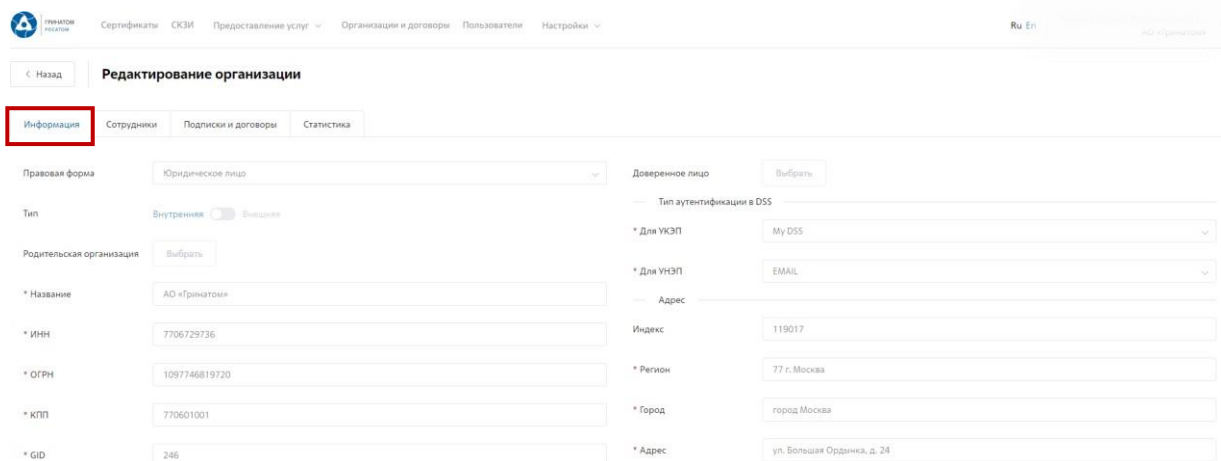 ГРИНАТОМ
РОСАТОМ
Сертификаты СКЗИ Предоставление услуг Организации и договоры Пользователи Настройки Ru En
АО «Гринатом»
< Назад Редактирование организации
Информация Сотрудники Подписки и договоры Статистика
Правовая форма Юридическое лицо
Тип Внутренняя Внешняя
Родительская организация Выбрать
* Название АО «Гринатом»
* ИНН 7706729736
* ОГРН 1097746819720
* КПП 770601001
* GID 246
Доверенное лицо Выбрать
Тип аутентификации в DSS
* Для УКЭП My DSS
* Для УНЭП EMAIL
Адрес
Индекс 119017
* Регион 77 г. Москва
* Город город Москва
* Адрес ул. Большая Ордынка, д. 24